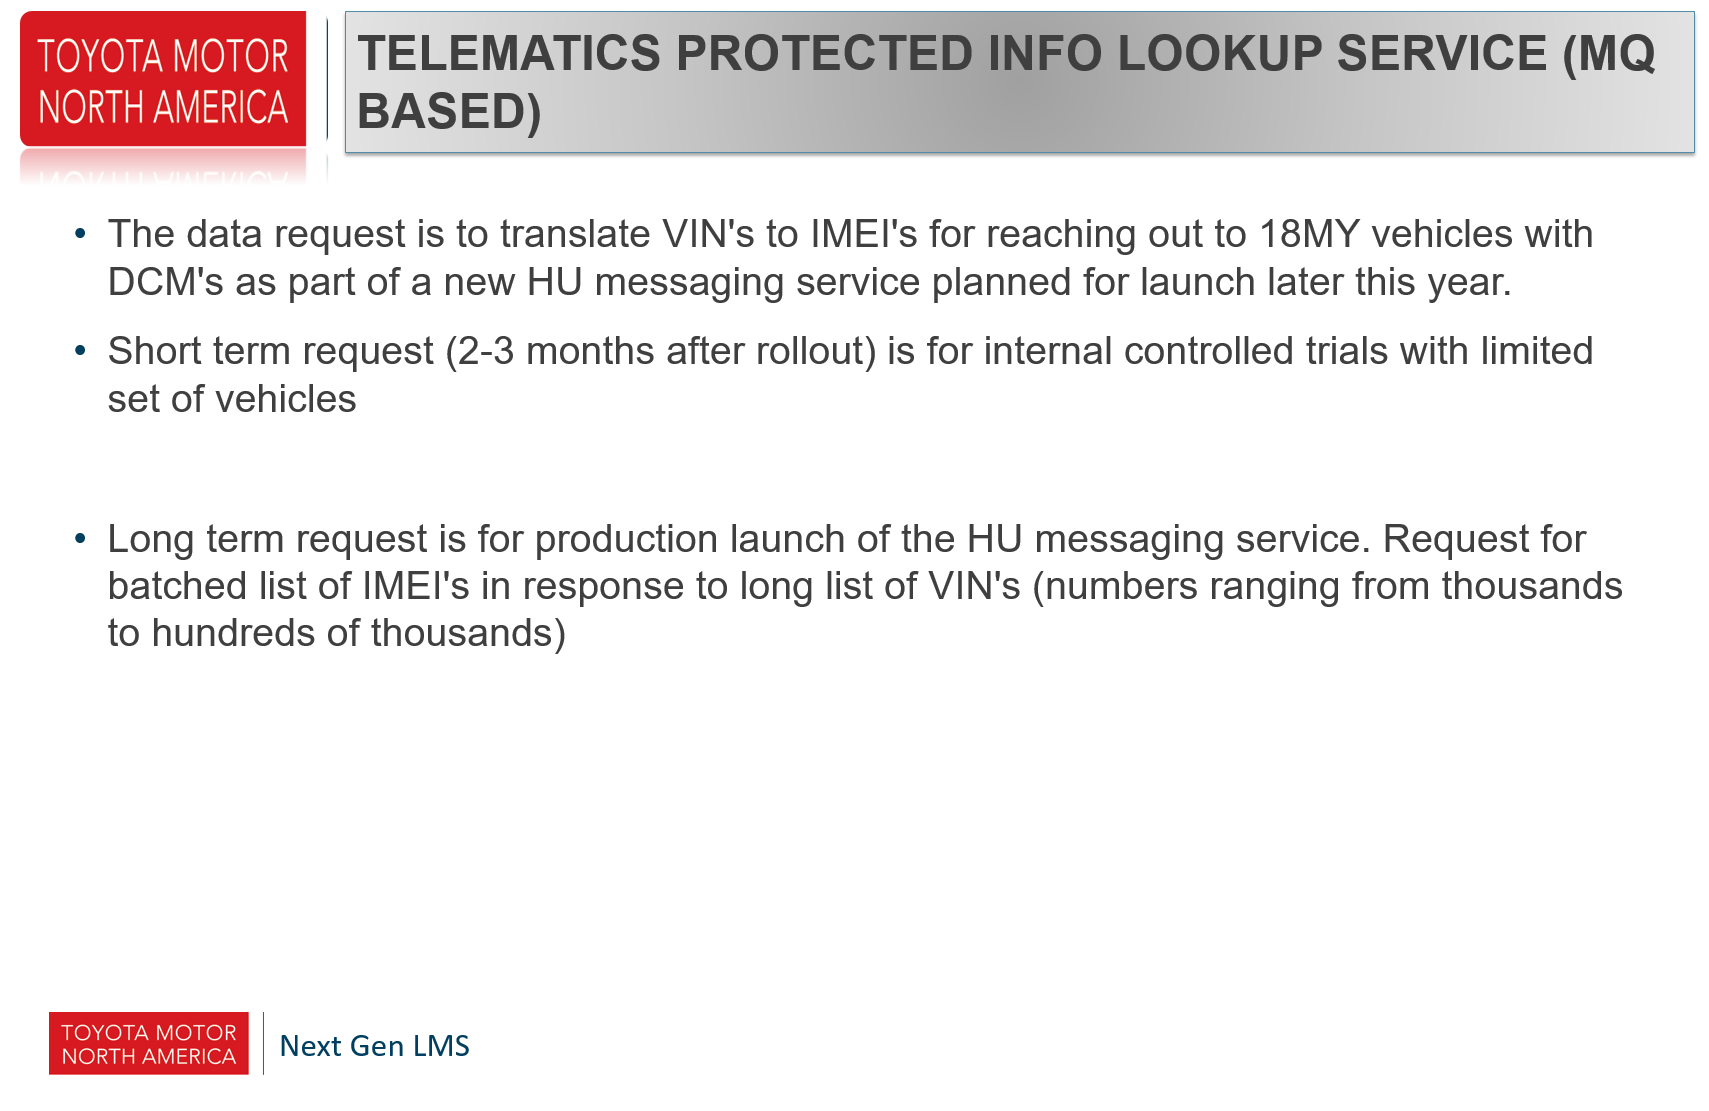 TOYOTA MOTOR
NORTH AMERICA
TELEMATICS PROTECTED INFO LOOKUP SERVICE (MQ
BASED)
• The data request is to translate VIN's to IMEI's for reaching out to 18MY vehicles with
DCM's as part of a new HU messaging service planned for launch later this year.
• Short term request (2-3 months after rollout) is for internal controlled trials with limited
set of vehicles
• Long term request is for production launch of the HU messaging service. Request for
batched list of IMEI's in response to long list of VIN's (numbers ranging from thousands
to hundreds of thousands)
TOYOTA MOTOR
NORTH AMERICA
Next Gen LMS